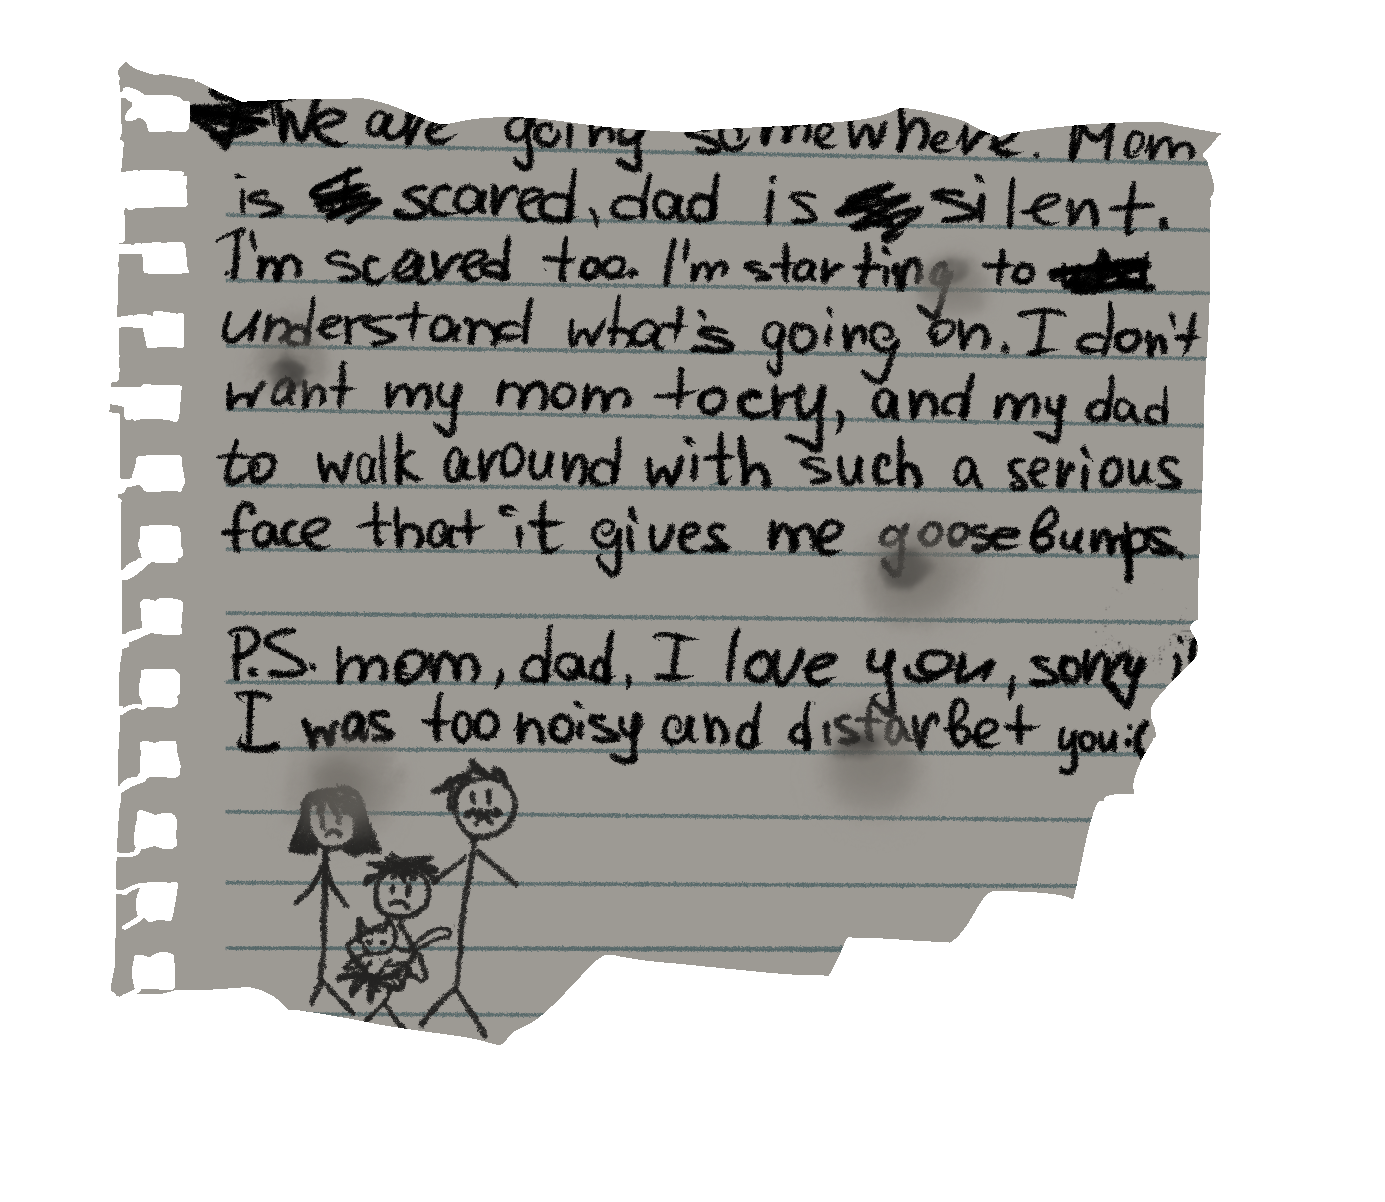 We are going somewhere. Mom
is scared, dad is silent.
I'm scared too. I'm starting to
understand what's going on. I don't
want my mom to cry, and my dad
to walk around with such a serious
face that it gives me goosebumps.
P.S. mom, dad, I love you, sorry i
I was too noisy and distarbet you:(